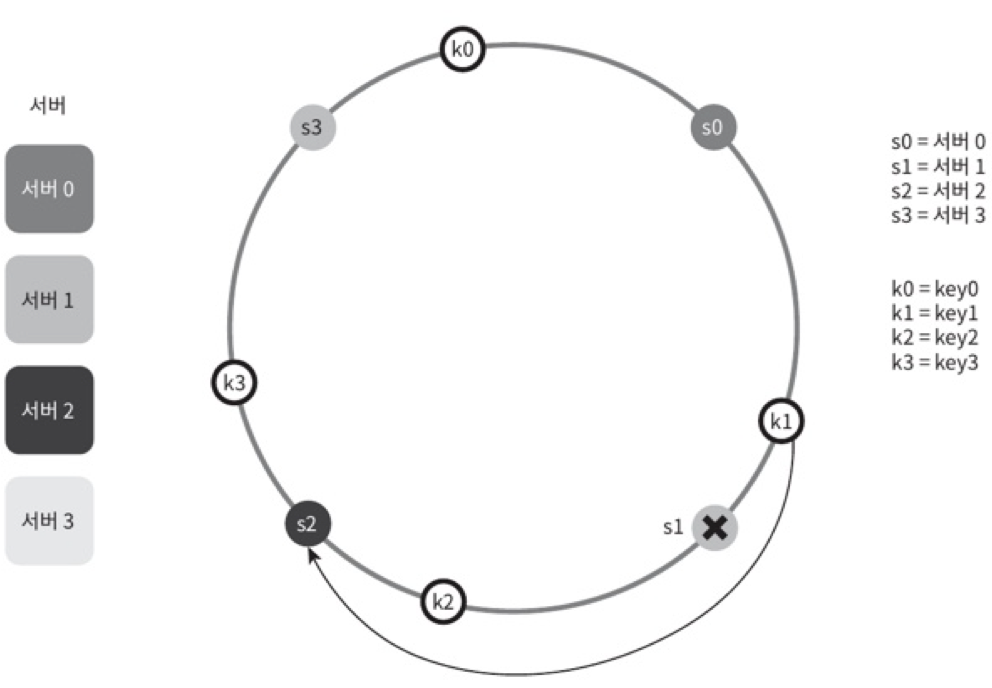 서버
서버 0
서버 1
서버 2
서버 3
k0
s3
s0
k3
k1
s2
s1
k2
s0 = 서버 0
s1 = 서버 1
s2 = 서버 2
s3 = 서버 3
k0 = key0
k1 = key1
k2 = key2
k3 = key3